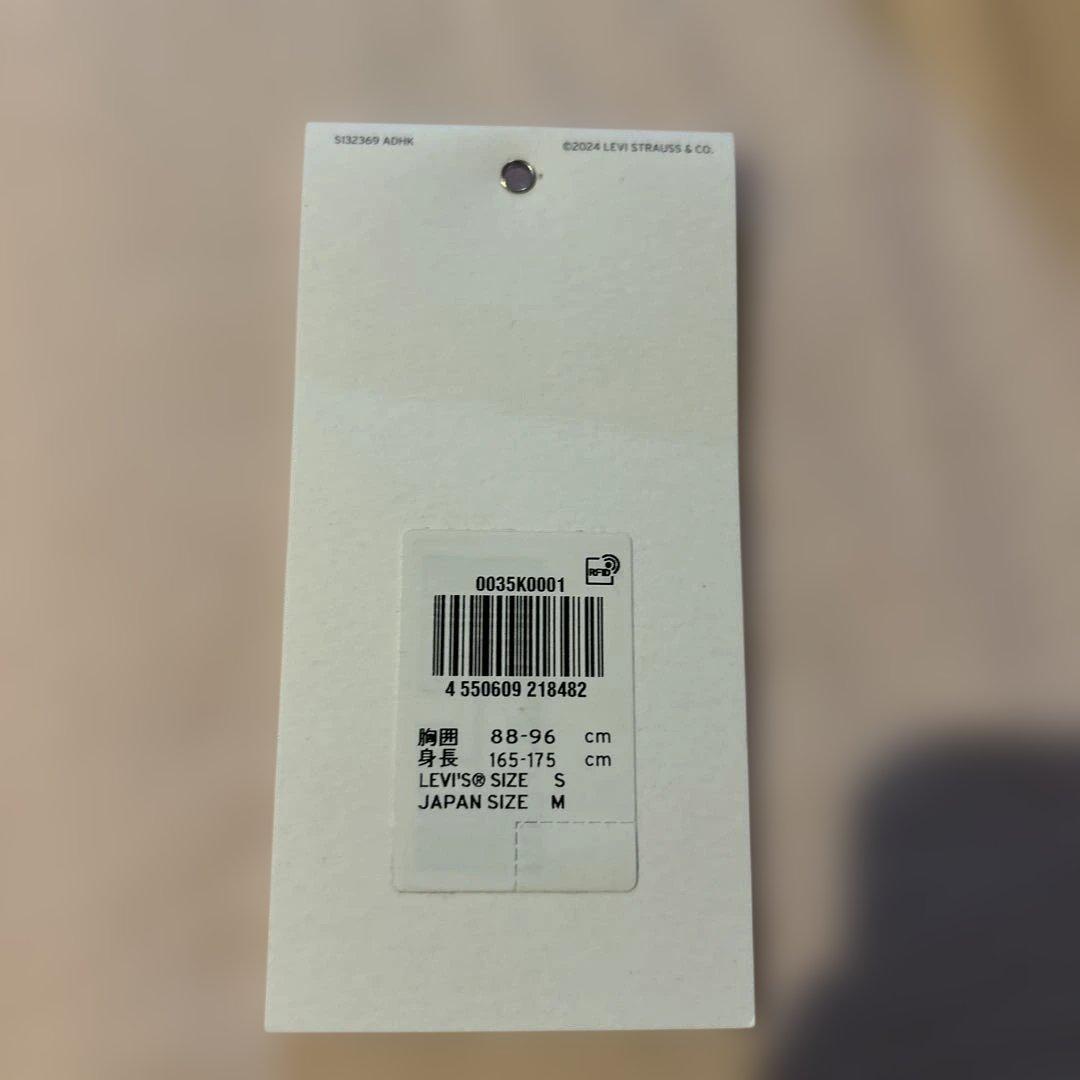 S132369 ADHK
©2024 LEVI STRAUSS & CO.
RFID
0035K0001
4 550609 218482
胸囲 88-96 cm
身長 165-175 cm
LEVI'S® SIZE S
JAPAN SIZE M